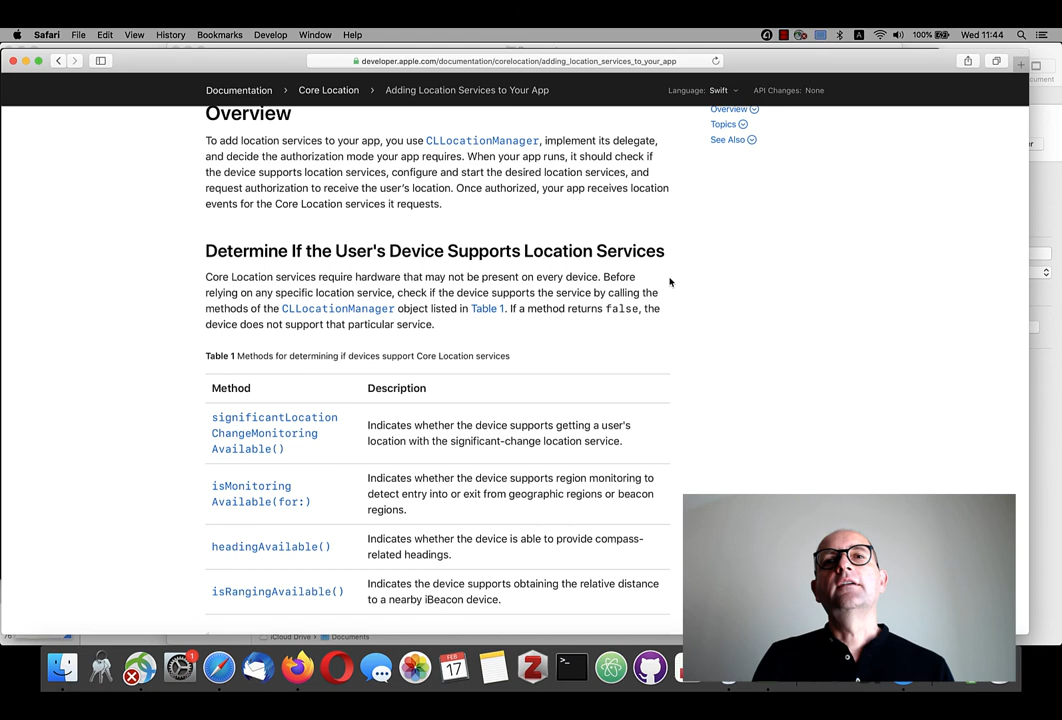 Safari File Edit View History Bookmarks Develop Window Help
100% Wed 11:44
developer.apple.com/documentation/corelocation/adding_location_services_to_your_app
Documentation > Core Location > Adding Location Services to Your App
Language: Swift API Changes: None
Overview
Overview
Topics
See Also
To add location services to your app, you use CLLocationManager, implement its delegate,
and decide the authorization mode your app requires. When your app runs, it should check if
the device supports location services, configure and start the desired location services, and
request authorization to receive the user's location. Once authorized, your app receives location
events for the Core Location services it requests.
Determine If the User's Device Supports Location Services
Core Location services require hardware that may not be present on every device. Before
relying on any specific location service, check if the device supports the service by calling the
methods of the CLLocationManager object listed in Table 1. If a method returns false, the
device does not support that particular service.
Table 1 Methods for determining if devices support Core Location services
Method Description
significantLocation
ChangeMonitoring
Available()
Indicates whether the device supports getting a user's
location with the significant-change location service.
isMonitoring
Available(for:)
Indicates whether the device supports region monitoring to
detect entry into or exit from geographic regions or beacon
regions.
headingAvailable()
Indicates whether the device is able to provide compass-
related headings.
isRangingAvailable()
Indicates the device supports obtaining the relative distance
to a nearby iBeacon device.
iCloud Drive > Documents
1
FEB
17